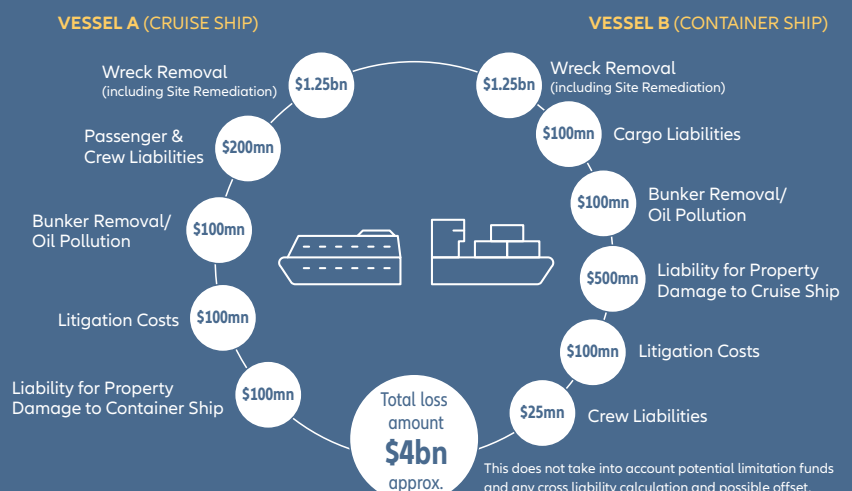 VESSEL A (CRUISE SHIP)
VESSEL B (CONTAINER SHIP)
Wreck Removal
(including Site Remediation)
$1.25bn
$1.25bn
Wreck Removal
(including Site Remediation)
Passenger &
Crew Liabilities
$200mn
$100mn
Cargo Liabilities
Bunker Removal/
Oil Pollution
$100mn
$100mn
Bunker Removal/
Oil Pollution
$500mn
Liability for Property
Damage to Cruise Ship
Litigation Costs
$100mn
$100mn
Litigation Costs
Liability for Property
Damage to Container Ship
$100mn
$25mn
Crew Liabilities
Total loss
amount
$4bn
approx.
This does not take into account potential limitation funds
and any cross liability calculation and possible offset.